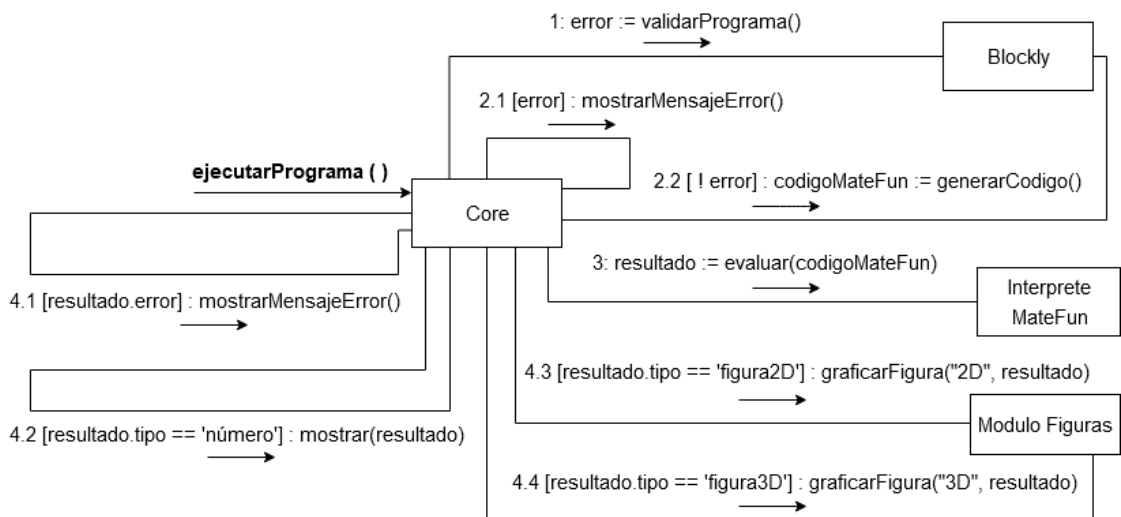 1: error := validarPrograma()
Blockly
2.1 [error] : mostrarMensajeError()
ejecutarPrograma ( )
2.2 [ ! error] : codigoMateFun := generarCodigo()
Core
3: resultado := evaluar(codigoMateFun)
Interprete
MateFun
4.1 [resultado.error] : mostrarMensajeError()
4.3 [resultado.tipo == 'figura2D'] : graficarFigura("2D", resultado)
Modulo Figuras
4.2 [resultado.tipo == 'número'] : mostrar(resultado)
4.4 [resultado.tipo == 'figura3D'] : graficarFigura("3D", resultado)